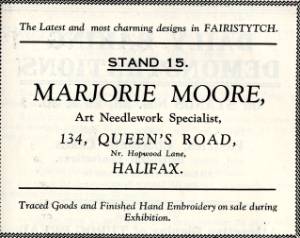 The Latest and most charming designs in FAIRISTYTCH.
STAND 15.
MARJORIE MOORE,
Art Needlework Specialist,
134, QUEEN'S ROAD,
Nr. Hopwood Lane,
HALIFAX.
Traced Goods and Finished Hand Embroidery on sale during
Exhibition.